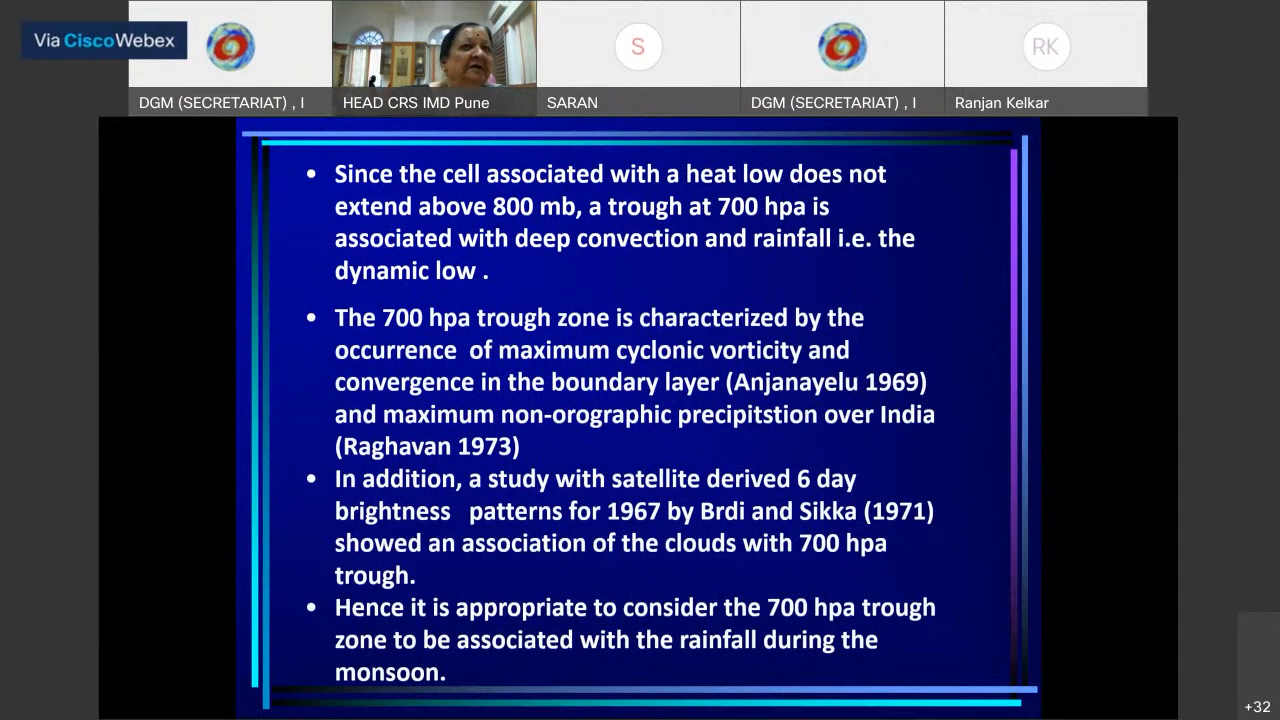 Via CiscoWebex
DGM (SECRETARIAT) , I
HEAD CRS IMD Pune
S
SARAN
DGM (SECRETARIAT) , I
RK
Ranjan Kelkar
• Since the cell associated with a heat low does not
extend above 800 mb, a trough at 700 hpa is
associated with deep convection and rainfall i.e. the
dynamic low .
• The 700 hpa trough zone is characterized by the
occurrence of maximum cyclonic vorticity and
convergence in the boundary layer (Anjanayelu 1969)
and maximum non-orographic precipitstion over India
(Raghavan 1973)
• In addition, a study with satellite derived 6 day
brightness patterns for 1967 by Brdi and Sikka (1971)
showed an association of the clouds with 700 hpa
trough.
• Hence it is appropriate to consider the 700 hpa trough
zone to be associated with the rainfall during the
monsoon.
+32